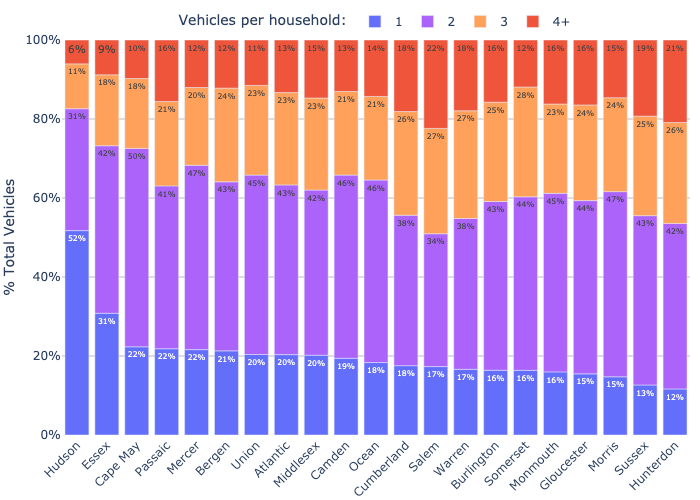 Vehicles per household: 1 2 3 4+
100%
80%
60%
40%
20%
0%
% Total Vehicles
6% 9% 10% 16% 12% 12% 11% 13% 15% 13% 14% 18% 22% 18% 16% 12% 16% 16% 15% 19% 21%
11% 18% 18% 21% 20% 24% 23% 23% 23% 21% 21% 26% 27% 27% 25% 28% 23% 24% 24% 25% 26%
31% 42% 50% 41% 47% 43% 45% 43% 42% 46% 46% 38% 34% 38% 43% 44% 45% 44% 47% 43% 42%
52% 31% 22% 22% 22% 21% 20% 20% 20% 19% 18% 18% 17% 17% 16% 16% 16% 15% 15% 13% 12%
Hudson
Essex
Cape May
Passaic
Mercer
Bergen
Union
Atlantic
Middlesex
Camden
Ocean
Cumberland
Salem
Warren
Burlington
Somerset
Monmouth
Gloucester
Morris
Sussex
Hunterdon